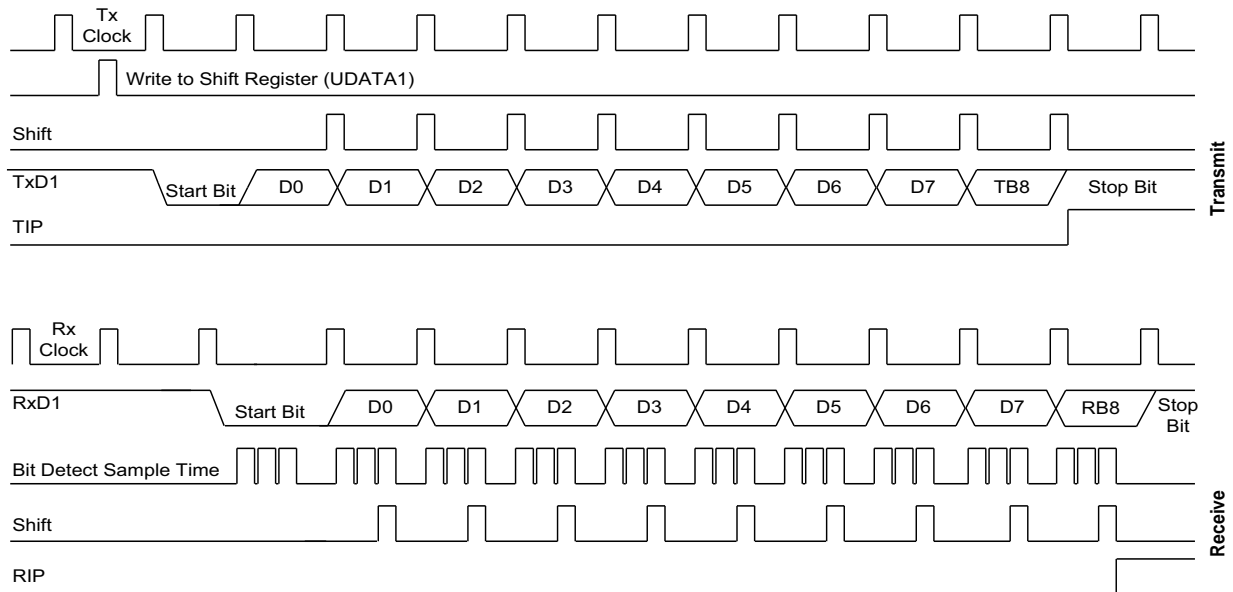 Tx
Clock
Write to Shift Register (UDATA1)
Shift
TxD1
Start Bit D0 D1 D2 D3 D4 D5 D6 D7 TB8 Stop Bit
TIP
Transmit
Rx
Clock
RxD1
Start Bit D0 D1 D2 D3 D4 D5 D6 D7 RB8 Stop
Bit
Bit Detect Sample Time
Shift
RIP
Receive